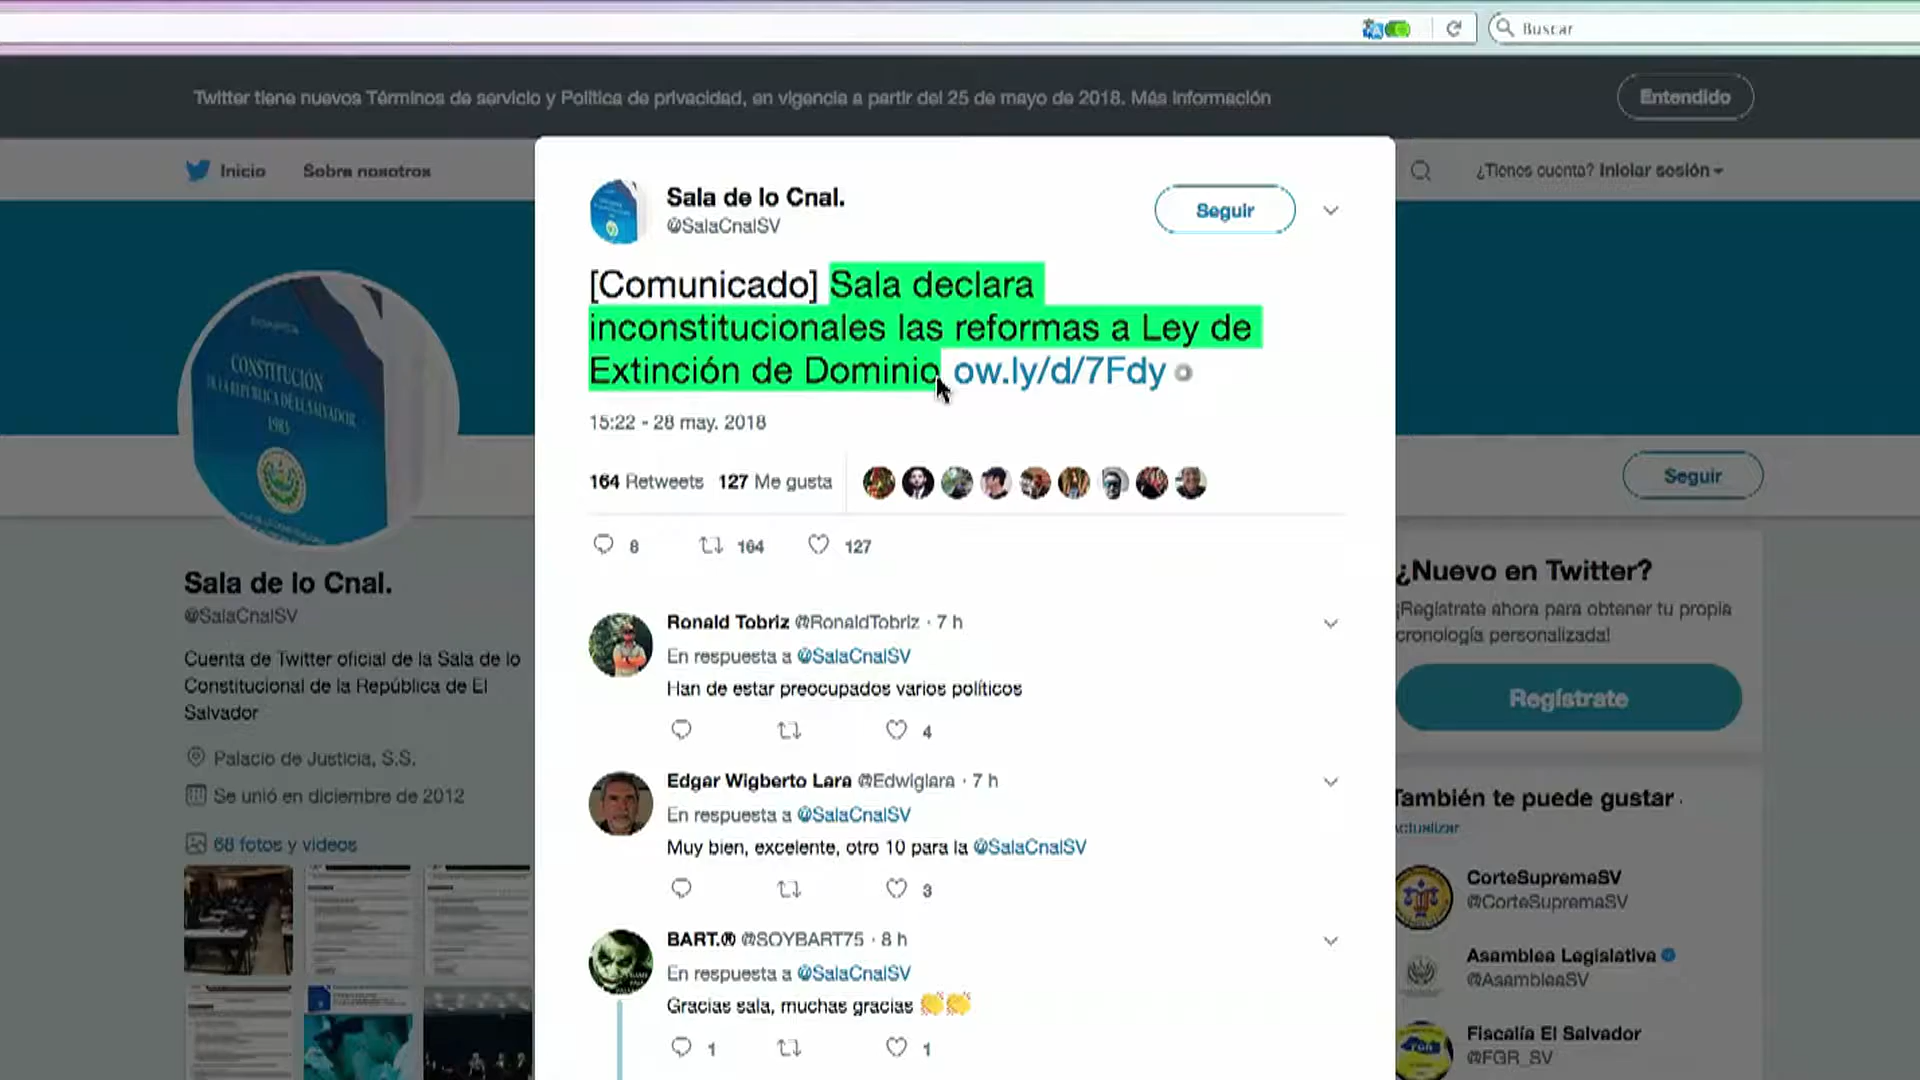 Buscar
Twitter tiene nuevos Términos de servicio y Política de privacidad, en vigencia a partir del 25 de mayo de 2018. Más información
Entendido
Inicio
Sobre nosotros
¿Tienes cuenta? Iniciar sesión
Sala de lo Cnal.
@SalaCnalSV
Seguir
[Comunicado] Sala declara
inconstitucionales las reformas a Ley de
Extinción de Dominio ow.ly/d/7Fdy
15:22 - 28 may. 2018
164 Retweets 127 Me gusta
8 164 127
CONSTITUCIÓN
DE LA REPÚBLICA DE EL SALVADOR
1983
Sala de lo Cnal.
@SalaCnalSV
Cuenta de Twitter oficial de la Sala de lo
Constitucional de la República de El
Salvador
Palacio de Justicia, S.S.
Se unió en diciembre de 2012
68 fotos y videos
Ronald Tobriz @RonaldTobriz · 7 h
En respuesta a @SalaCnalSV
Han de estar preocupados varios políticos
4
Edgar Wigberto Lara @Edwiglara · 7 h
En respuesta a @SalaCnalSV
Muy bien, excelente, otro 10 para la @SalaCnalSV
3
BART.® @SOYBART75 · 8 h
En respuesta a @SalaCnalSV
Gracias sala, muchas gracias 👏👏
1 1
Seguir
¿Nuevo en Twitter?
¡Regístrate ahora para obtener tu propia
cronología personalizada!
Regístrate
También te puede gustar ·
Actualizar
CorteSupremaSV
@CorteSupremaSV
Asamblea Legislativa
@AsambleaSV
Fiscalía El Salvador
@FGR_SV